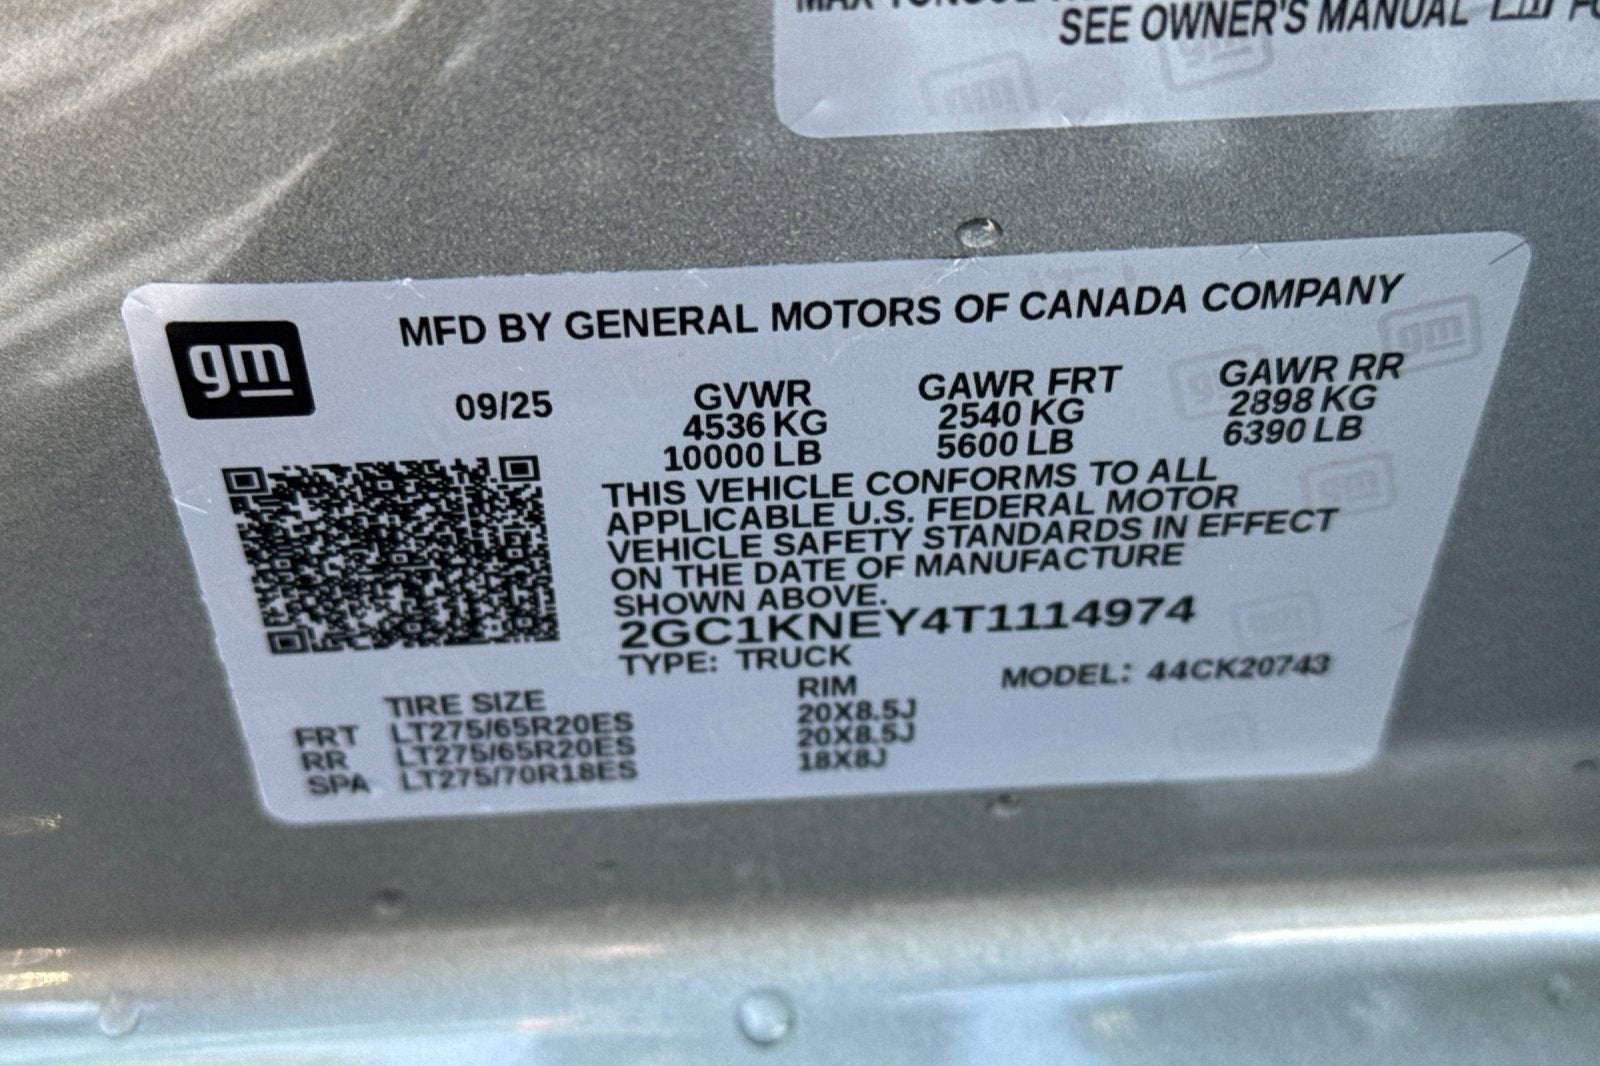 MAX TONGUE
SEE OWNER'S MANUAL
gm
MFD BY GENERAL MOTORS OF CANADA COMPANY
09/25
GVWR
4536 KG
10000 LB
GAWR FRT
2540 KG
5600 LB
GAWR RR
2898 KG
6390 LB
THIS VEHICLE CONFORMS TO ALL
APPLICABLE U.S. FEDERAL MOTOR
VEHICLE SAFETY STANDARDS IN EFFECT
ON THE DATE OF MANUFACTURE
SHOWN ABOVE.
2GC1KNEY4T1114974
TYPE: TRUCK
MODEL: 44CK20743
TIRE SIZE RIM
FRT LT275/65R20ES 20X8.5J
RR LT275/65R20ES 20X8.5J
SPA LT275/70R18ES 18X8J